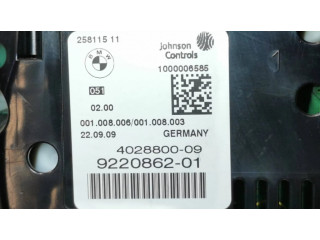 258115 11
Johnson
Controls
BMW
1000006585
051
02.00
001.008.006/001.008.003
22.09.09 GERMANY
4028800-09
9220862-01